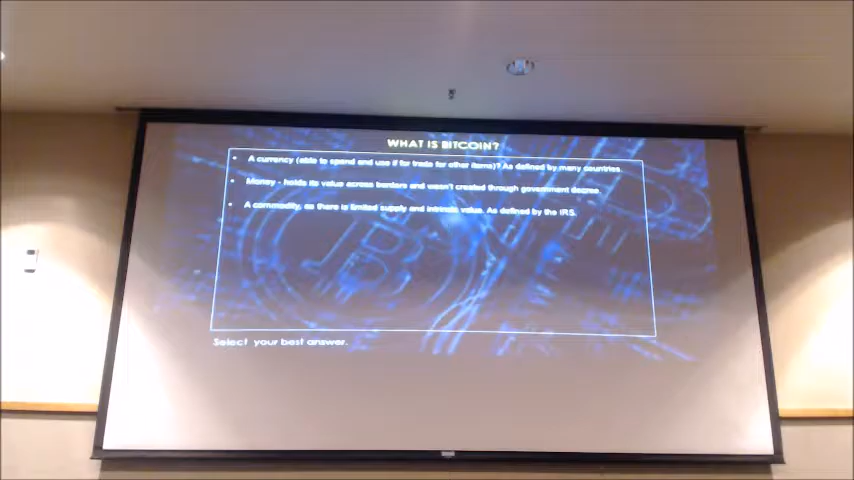 WHAT IS BITCOIN?
• A currency (able to spend and use it for trade for other items)? As defined by many countries.
• Money - holds its value across borders and wasn't created through government decree.
• A commodity, as there is limited supply and intrinsic value. As defined by the IRS.
Select your best answer.